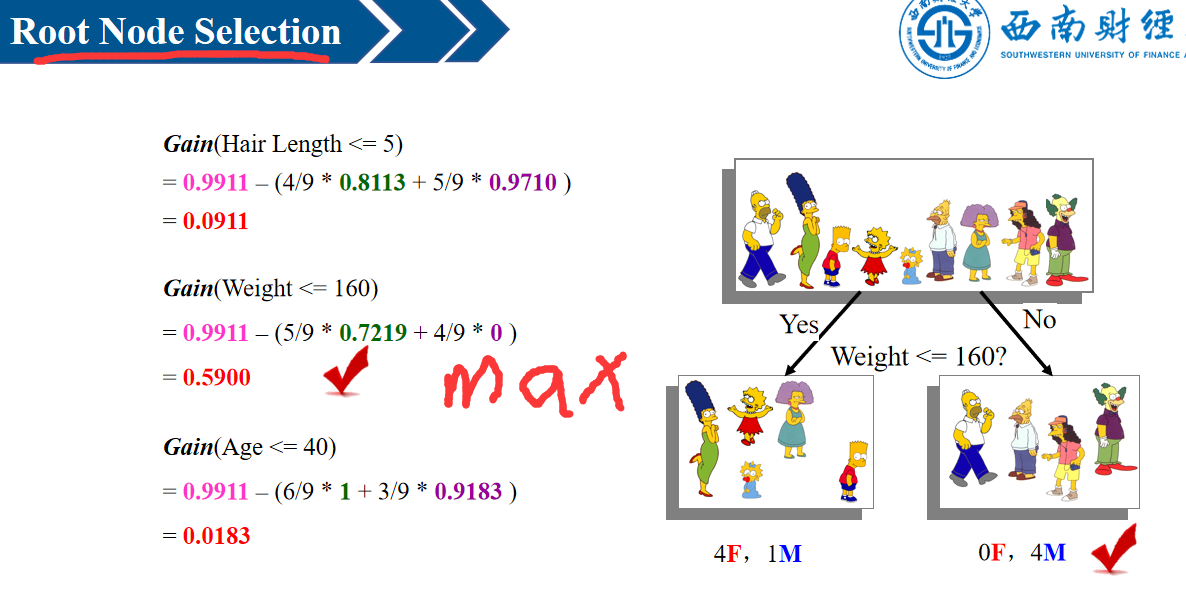 Root Node Selection
西南财經
SOUTHWESTERN UNIVERSITY OF FINANCE
Gain(Hair Length <= 5)
= 0.9911 – (4/9 * 0.8113 + 5/9 * 0.9710 )
= 0.0911
Gain(Weight <= 160)
= 0.9911 – (5/9 * 0.7219 + 4/9 * 0 )
= 0.5900
max
Gain(Age <= 40)
= 0.9911 – (6/9 * 1 + 3/9 * 0.9183 )
= 0.0183
Yes
No
Weight <= 160?
4F，1M
0F，4M